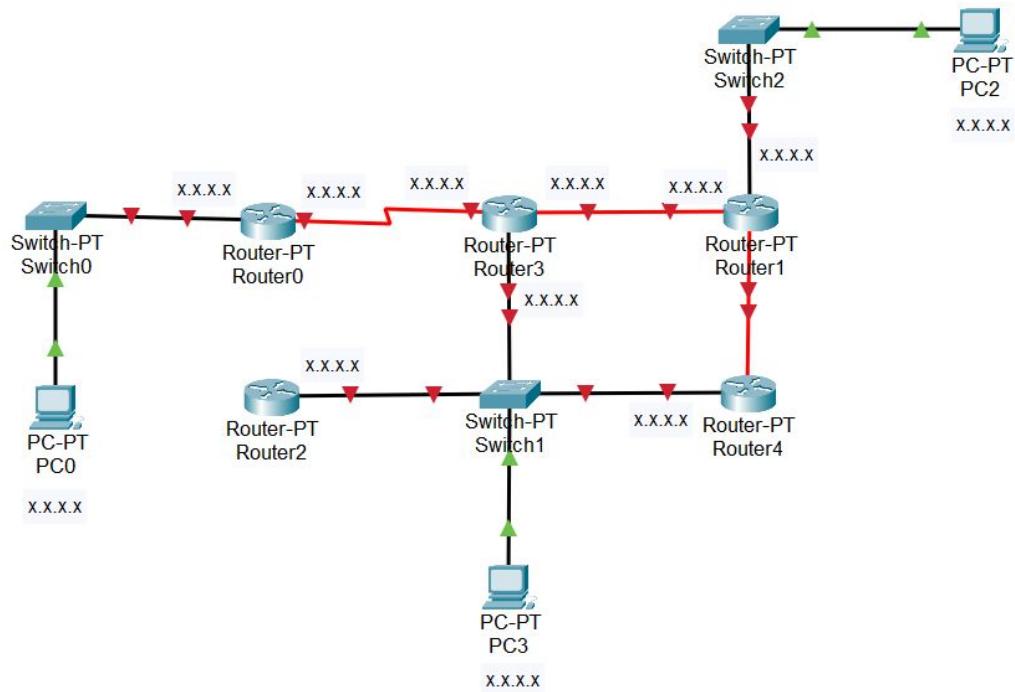 Switch-PT
Switch2
PC-PT
PC2
X.X.X.X
X.X.X.X
X.X.X.X
X.X.X.X
X.X.X.X
X.X.X.X
X.X.X.X
Switch-PT
Switch0
Router-PT
Router0
Router-PT
Router3
Router-PT
Router1
X.X.X.X
X.X.X.X
Router-PT
Router2
Switch-PT
Switch1
X.X.X.X
Router-PT
Router4
PC-PT
PC0
X.X.X.X
PC-PT
PC3
X.X.X.X